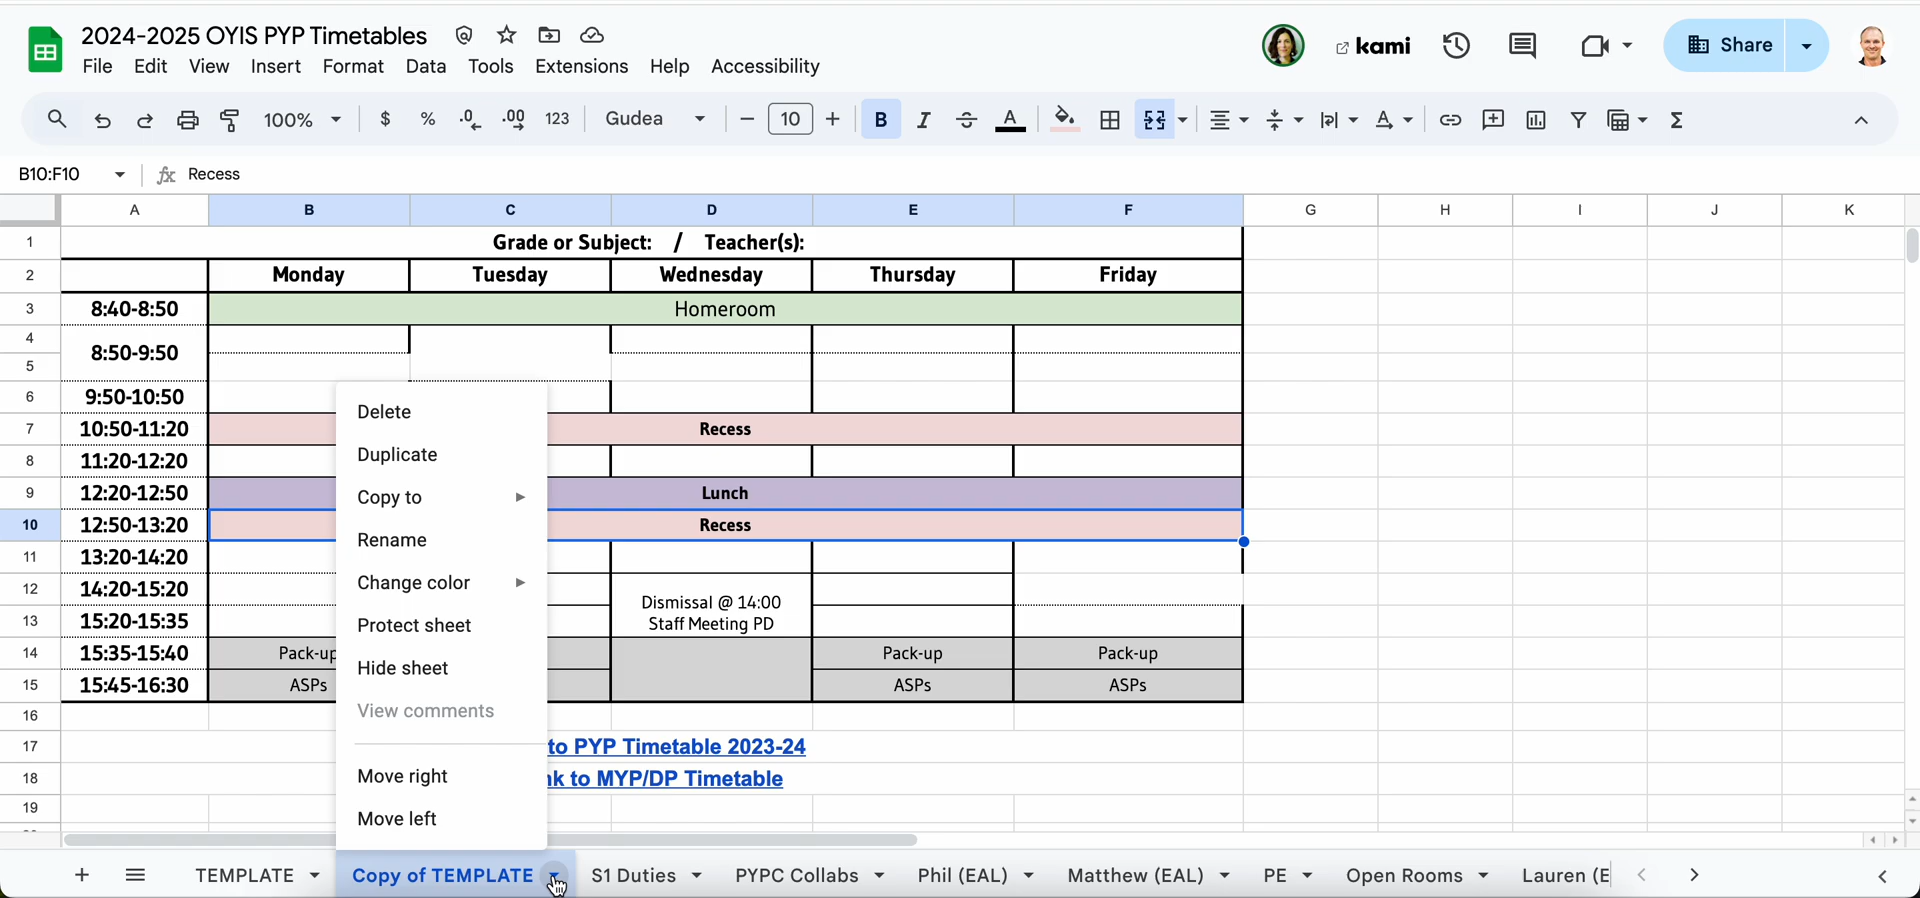 2024-2025 OYIS PYP Timetables
kami
Share
File Edit View Insert Format Data Tools Extensions Help Accessibility
100% $ % .0 .00 123 Gudea 10 B I A
B10:F10 fx Recess
A B C D E F G H I J K
1 Grade or Subject: / Teacher(s):
2 Monday Tuesday Wednesday Thursday Friday
3 8:40-8:50 Homeroom
4
8:50-9:50
5
6 9:50-10:50
7 10:50-11:20 Recess
8 11:20-12:20
9 12:20-12:50 Lunch
10 12:50-13:20 Recess
11 13:20-14:20
12 14:20-15:20
Dismissal @ 14:00
13 15:20-15:35 Staff Meeting PD
14 15:35-15:40 Pack-up Pack-up Pack-up
15 15:45-16:30 ASPs ASPs ASPs
16
17 to PYP Timetable 2023-24
18 nk to MYP/DP Timetable
19
Delete
Duplicate
Copy to
Rename
Change color
Protect sheet
Hide sheet
View comments
Move right
Move left
TEMPLATE Copy of TEMPLATE S1 Duties PYPC Collabs Phil (EAL) Matthew (EAL) PE Open Rooms Lauren (E